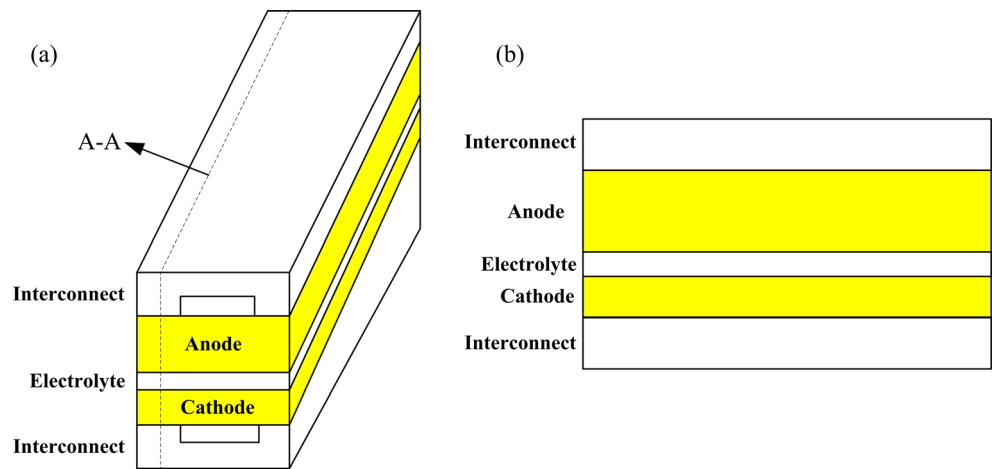 (a)
A-A
Interconnect
Anode
Electrolyte
Cathode
Interconnect
(b)
Interconnect
Anode
Electrolyte
Cathode
Interconnect